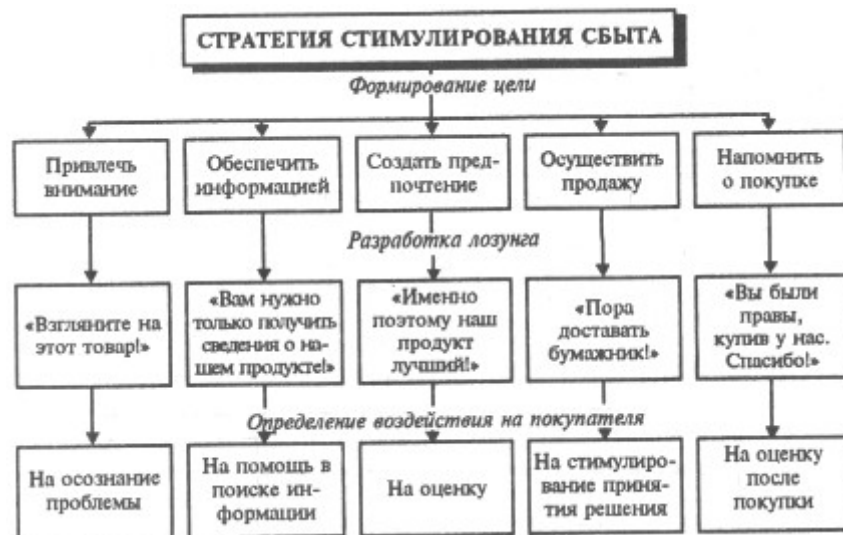 СТРАТЕГИЯ СТИМУЛИРОВАНИЯ СБЫТА
Формирование цели
Привлечь
внимание
Обеспечить
информацией
Создать пред-
почтение
Осуществить
продажу
Напомнить
о покупке
Разработка лозунга
«Взгляните на
этот товар!»
«Вам нужно
только получить
сведения о на-
шем продукте!»
«Именно
поэтому наш
продукт
лучший!»
«Пора
доставать
бумажник!»
«Вы были
правы,
купив у нас.
Спасибо!»
Определение воздействия на покупателя
На осознание
проблемы
На помощь в
поиске ин-
формации
На оценку
На стимулиро-
вание приня-
тия решения
На оценку
после
покупки